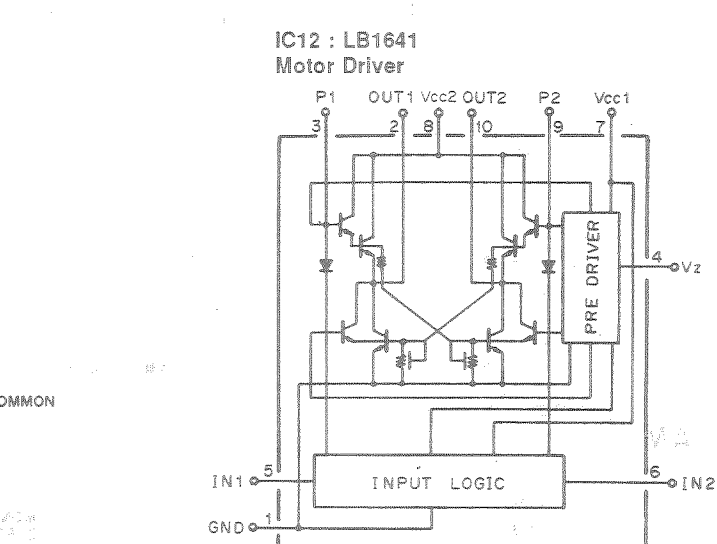 IC12 : LB1641
Motor Driver
P1 OUT1 Vcc2 OUT2 P2 Vcc1
3 2 8 10 9 7
PRE DRIVER
4 Vz
OMMON
IN1 5 INPUT LOGIC 6 IN2
GND 1